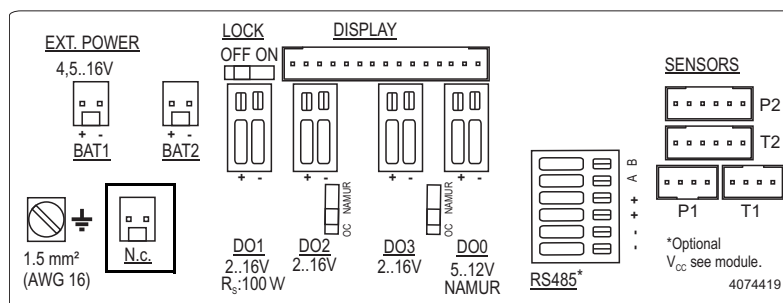 LOCK
DISPLAY
EXT. POWER
OFF ON
4,5..16V
SENSORS
P2
+ -
+ -
BAT1
BAT2
T2
+ -
+ -
+ -
+ -
B
A
+
+
-
-
P1
T1
OC NAMUR
OC NAMUR
1.5 mm²
(AWG 16)
N.c.
DO1
2..16V
Rs:100 W
DO2
2..16V
DO3
2..16V
DO0
5..12V
NAMUR
RS485*
*Optional
Vcc see module.
4074419